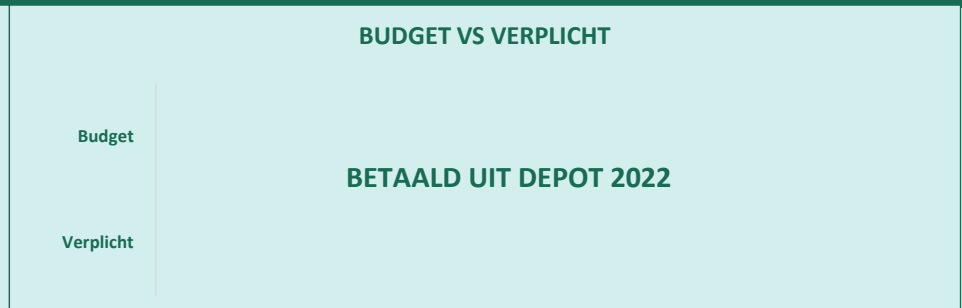 BUDGET VS VERPLICHT
Budget
BETAALD UIT DEPOT 2022
Verplicht